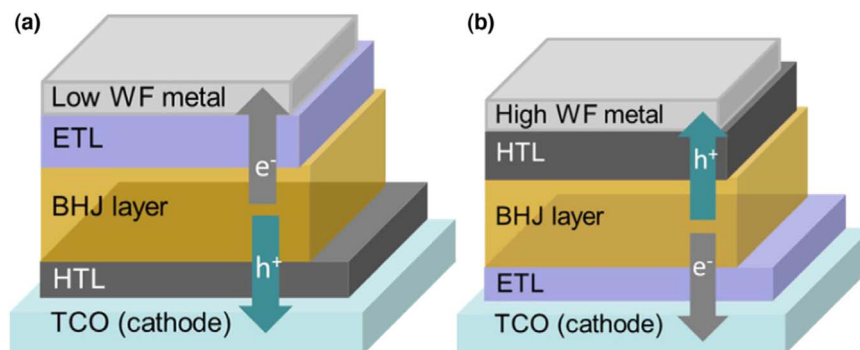 (a)
Low WF metal
ETL
e⁻
BHJ layer
h⁺
HTL
TCO (cathode)
(b)
High WF metal
HTL
h⁺
BHJ layer
e⁻
ETL
TCO (cathode)